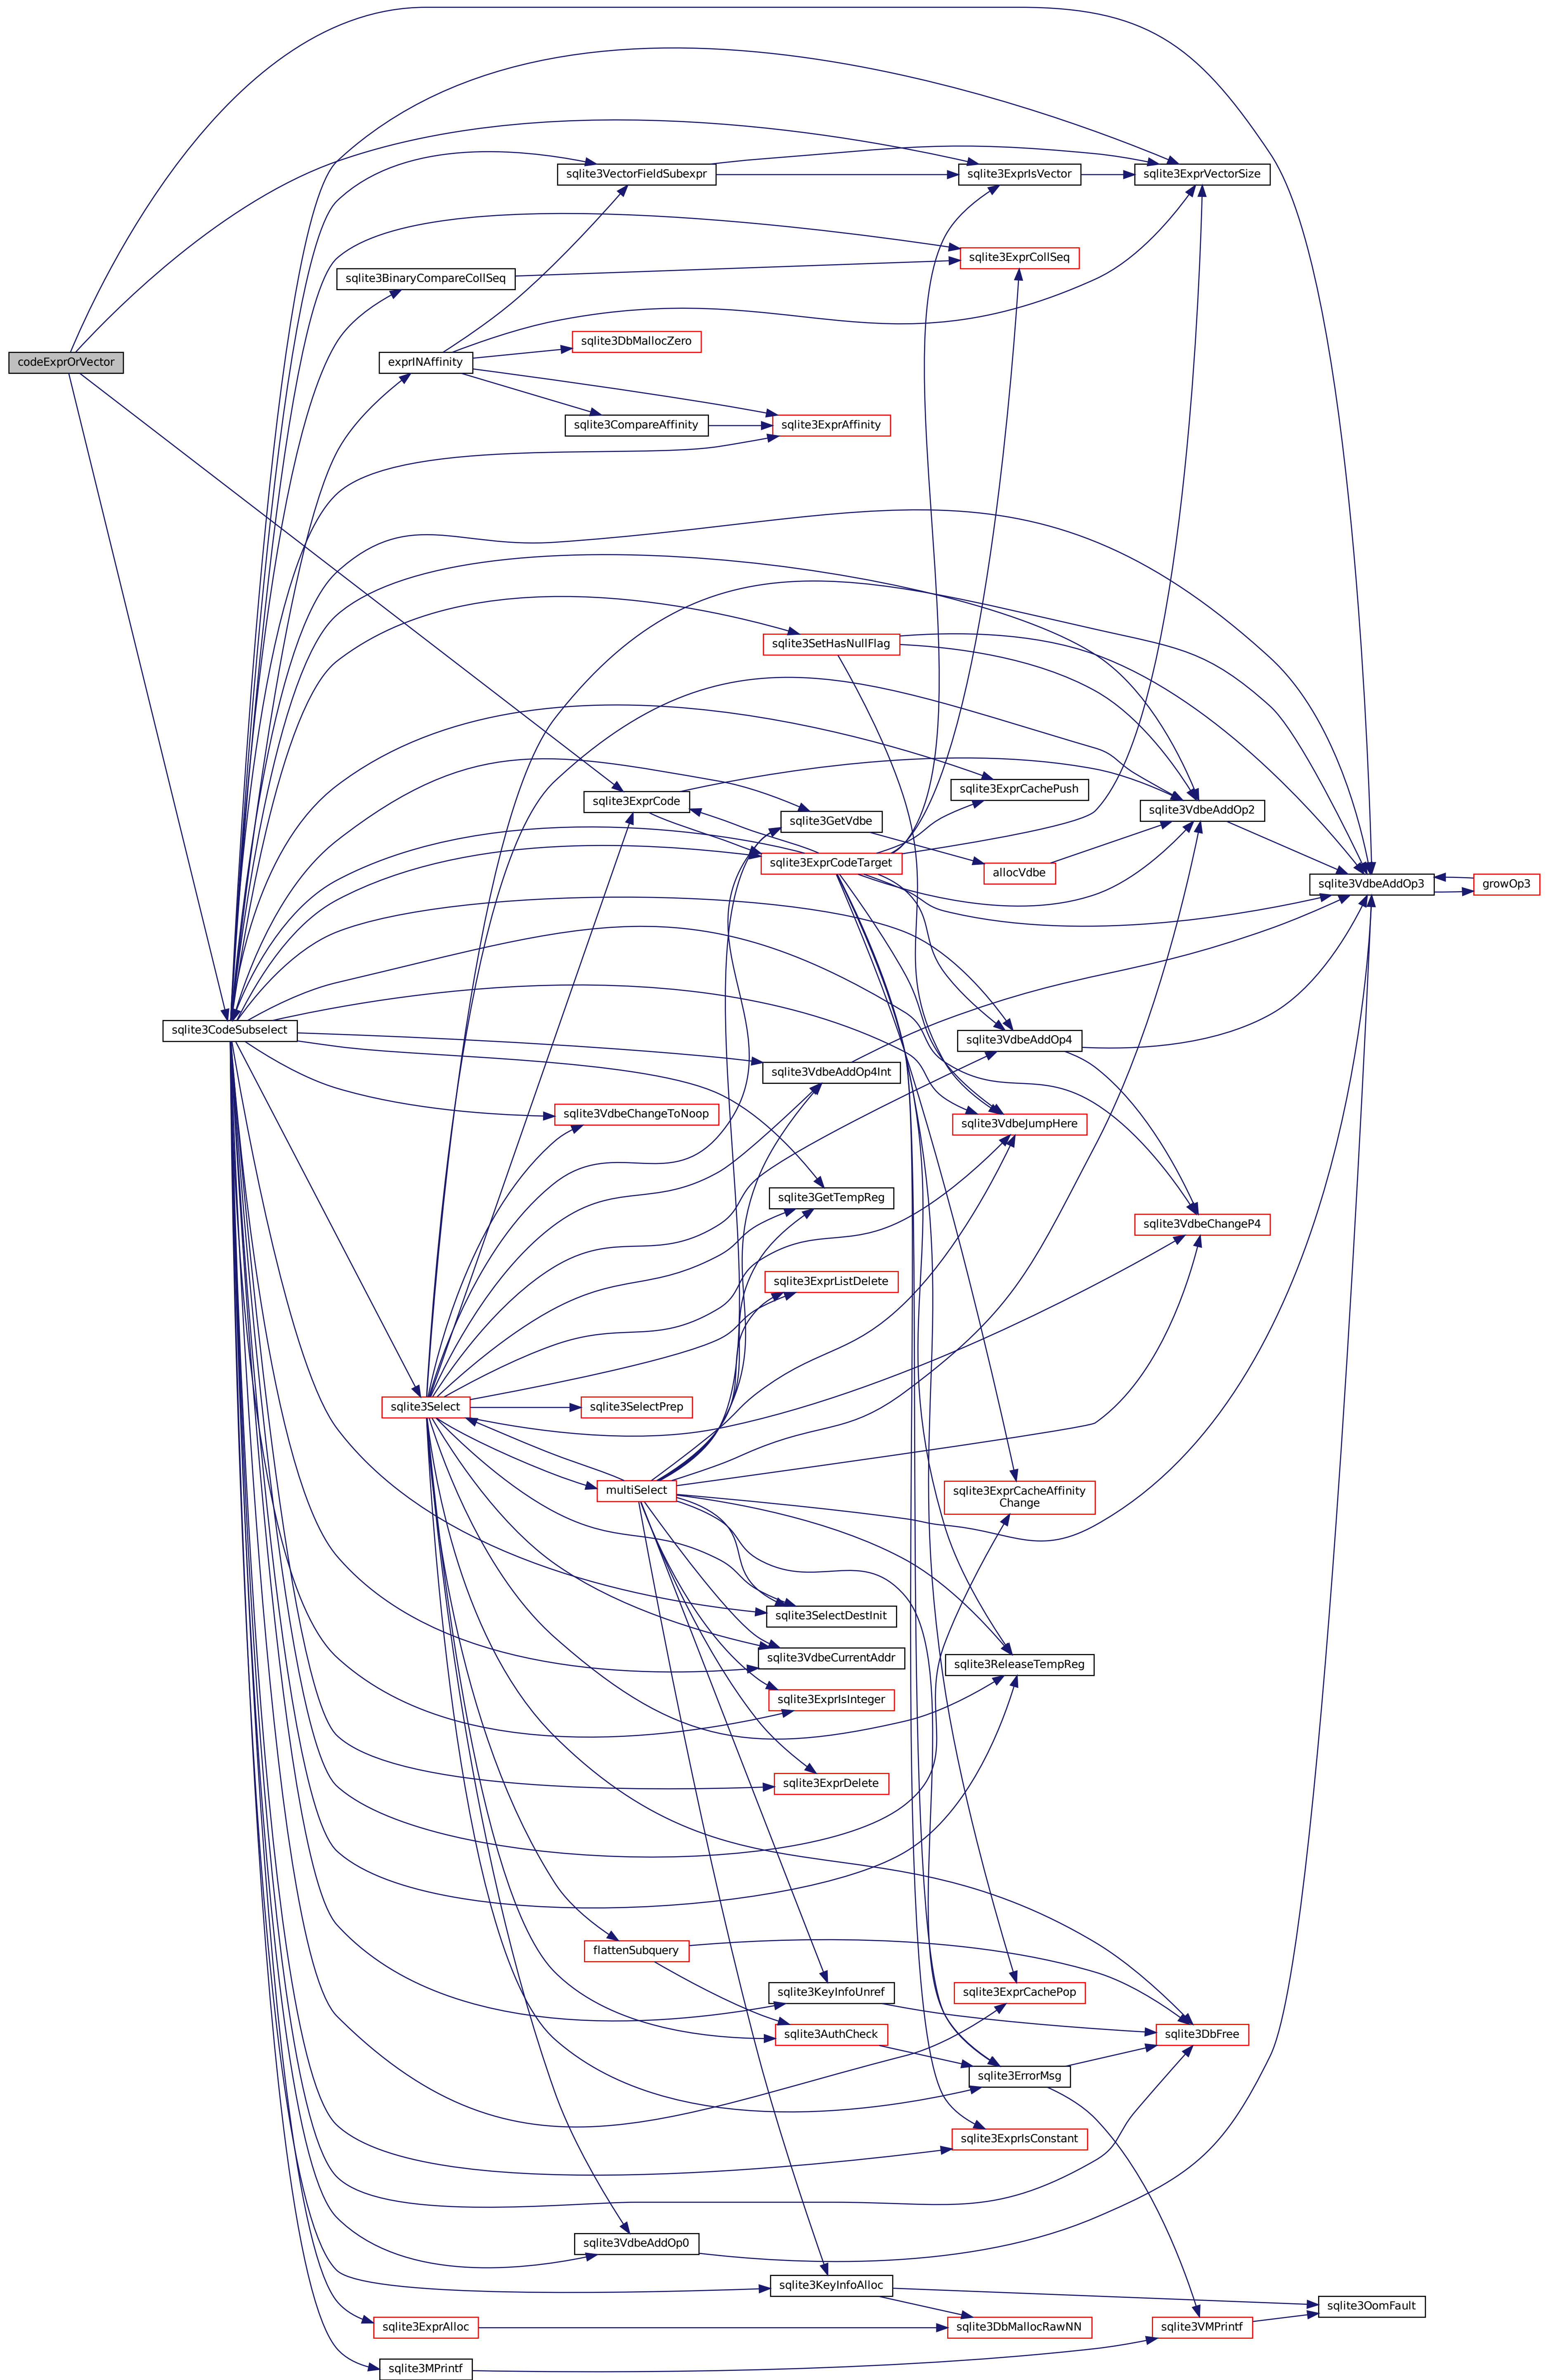 sqlite3VectorFieldSubexpr
sqlite3ExprIsVector
sqlite3ExprVectorSize
sqlite3ExprCollSeq
sqlite3BinaryCompareCollSeq
codeExprOrVector
exprINAffinity
sqlite3DbMallocZero
sqlite3CompareAffinity
sqlite3ExprAffinity
sqlite3SetHasNullFlag
sqlite3ExprCachePush
sqlite3ExprCode
sqlite3GetVdbe
sqlite3VdbeAddOp2
sqlite3ExprCodeTarget
allocVdbe
sqlite3VdbeAddOp3
growOp3
sqlite3CodeSubselect
sqlite3VdbeAddOp4
sqlite3VdbeAddOp4Int
sqlite3VdbeChangeToNoop
sqlite3VdbeJumpHere
sqlite3GetTempReg
sqlite3VdbeChangeP4
sqlite3ExprListDelete
sqlite3Select
sqlite3SelectPrep
multiSelect
sqlite3ExprCacheAffinity
Change
sqlite3SelectDestInit
sqlite3VdbeCurrentAddr
sqlite3ReleaseTempReg
sqlite3ExprIsInteger
sqlite3ExprDelete
flattenSubquery
sqlite3KeyInfoUnref
sqlite3ExprCachePop
sqlite3AuthCheck
sqlite3DbFree
sqlite3ErrorMsg
sqlite3ExprIsConstant
sqlite3VdbeAddOp0
sqlite3KeyInfoAlloc
sqlite3OomFault
sqlite3ExprAlloc
sqlite3DbMallocRawNN
sqlite3VMPrintf
sqlite3MPrintf